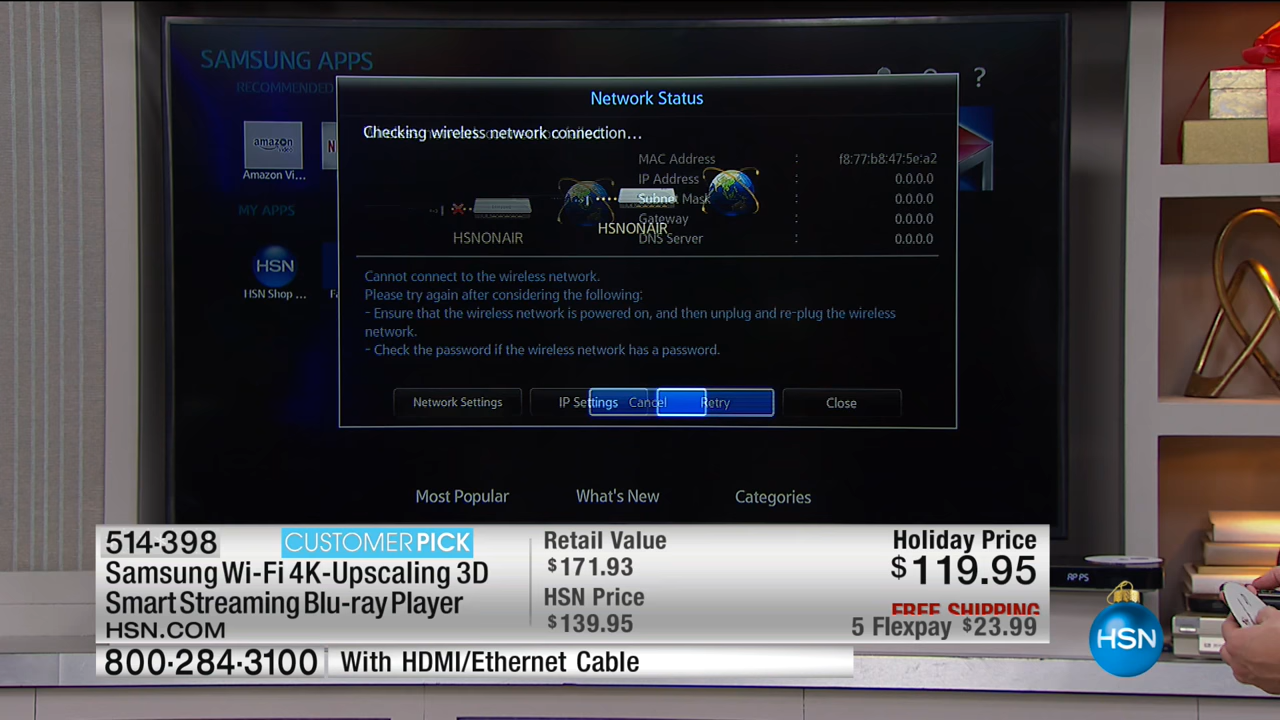 SAMSUNG APPS
RECOMMENDED
?
amazon
video
N
Amazon Vi...
MY APPS
HSN
HSN Shop ...
Network Status
Checking wireless network connection...
MAC Address : f8:77:b8:47:5e:a2
IP Address : 0.0.0.0
Subnet Mask : 0.0.0.0
Gateway : 0.0.0.0
DNS Server : 0.0.0.0
HSNONAIR
HSNONAIR
Cannot connect to the wireless network.
Please try again after considering the following:
- Ensure that the wireless network is powered on, and then unplug and re-plug the wireless
network.
- Check the password if the wireless network has a password.
Network Settings
IP Settings
Cancel
Retry
Close
Most Popular
What's New
Categories
514-398
CUSTOMER PICK
Samsung Wi-Fi 4K-Upscaling 3D
Smart Streaming Blu-ray Player
HSN.COM
Retail Value
$171.93
HSN Price
$139.95
Holiday Price
$119.95
FREE SHIPPING
5 Flexpay $23.99
800-284-3100
With HDMI/Ethernet Cable
APPS
HSN